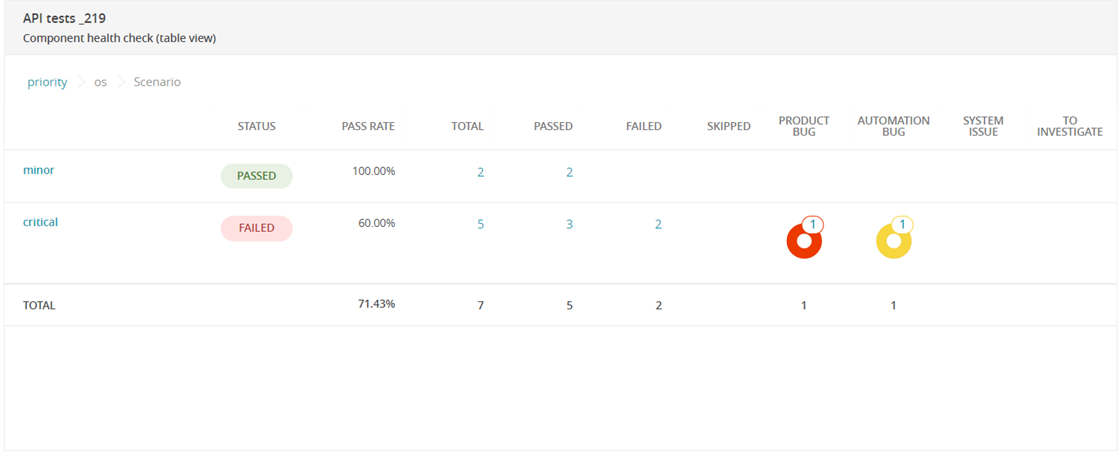 API tests _219
Component health check (table view)
priority os Scenario
STATUS PASS RATE TOTAL PASSED FAILED SKIPPED PRODUCT BUG AUTOMATION BUG SYSTEM ISSUE TO INVESTIGATE
minor PASSED 100.00% 2 2
critical FAILED 60.00% 5 3 2 1 1
TOTAL 71.43% 7 5 2 1 1